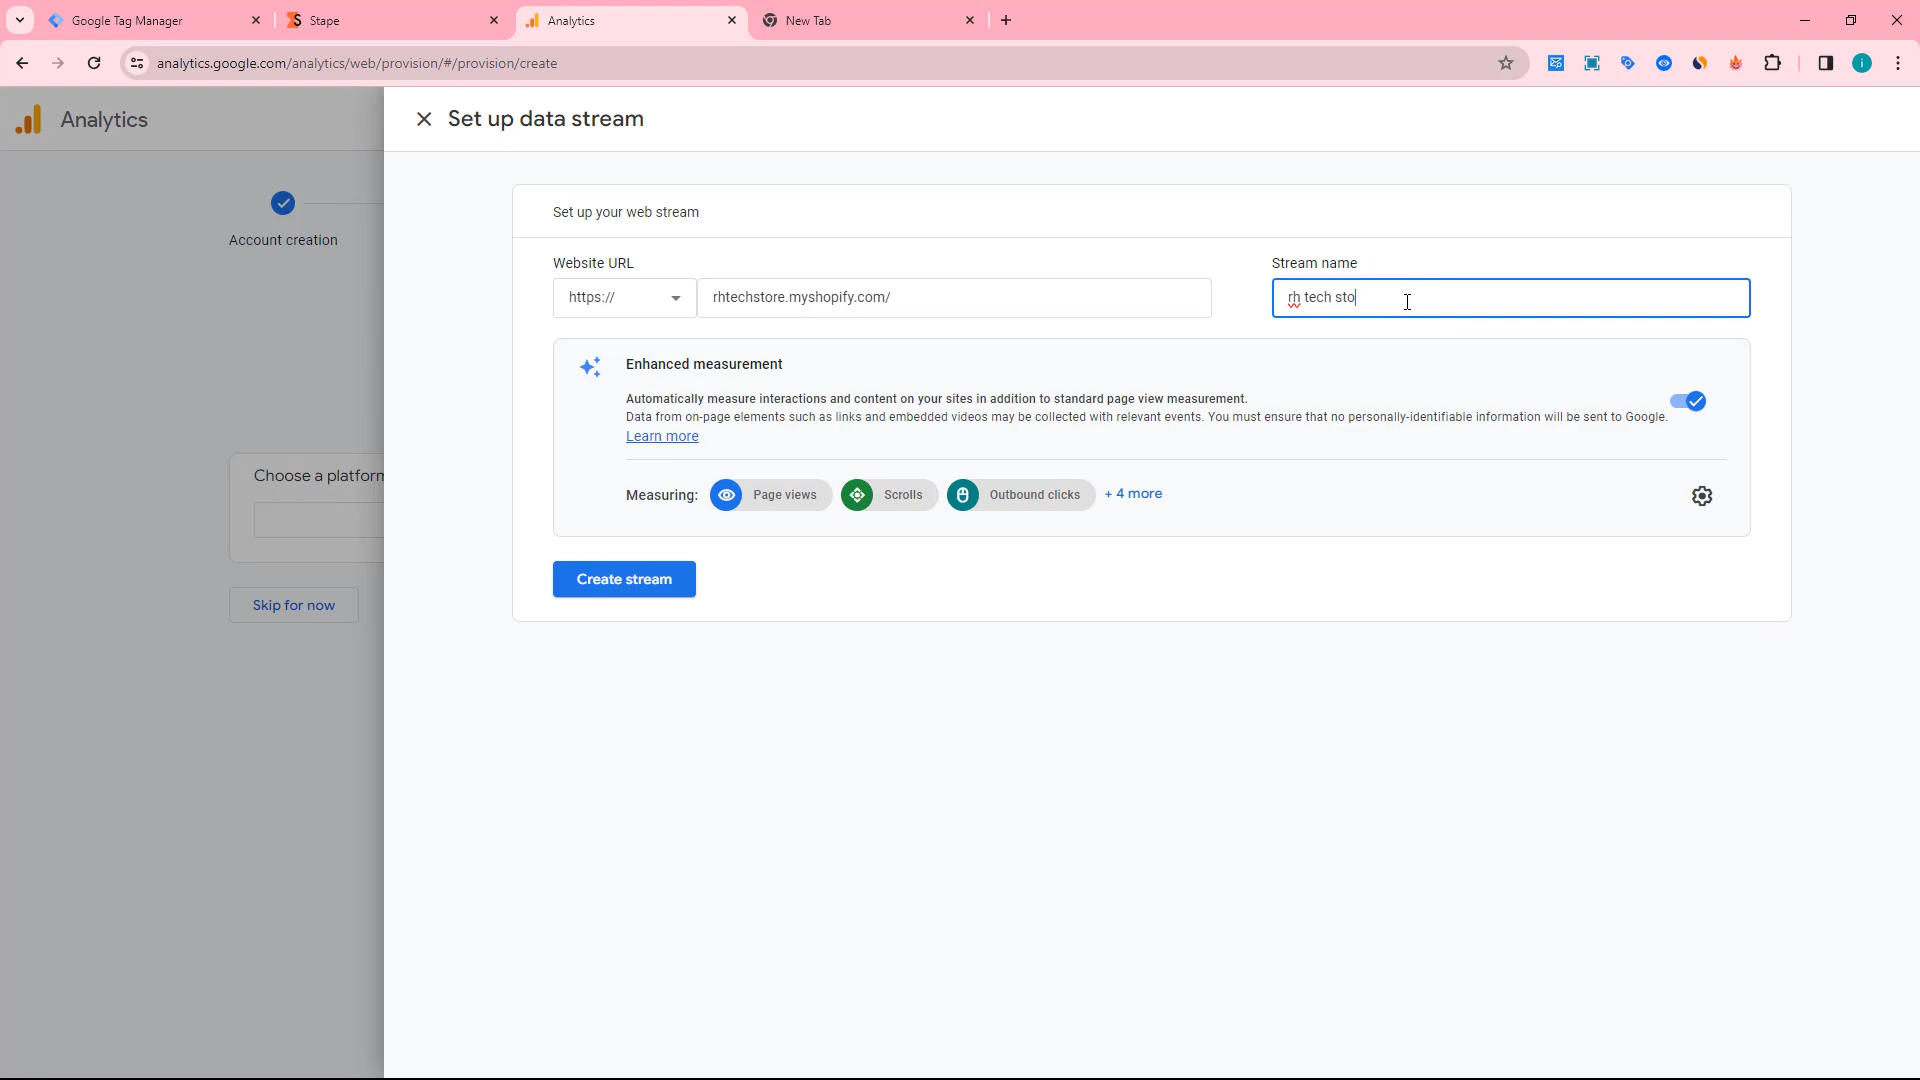 Google Tag Manager
Stape
Analytics
New Tab
analytics.google.com/analytics/web/provision/#/provision/create
i
Analytics
Set up data stream
Account creation
Set up your web stream
Website URL
Stream name
https://
rhtechstore.myshopify.com/
rh tech sto
Enhanced measurement
Automatically measure interactions and content on your sites in addition to standard page view measurement.
Data from on-page elements such as links and embedded videos may be collected with relevant events. You must ensure that no personally-identifiable information will be sent to Google.
Learn more
Choose a platform
Measuring: Page views Scrolls Outbound clicks + 4 more
Create stream
Skip for now